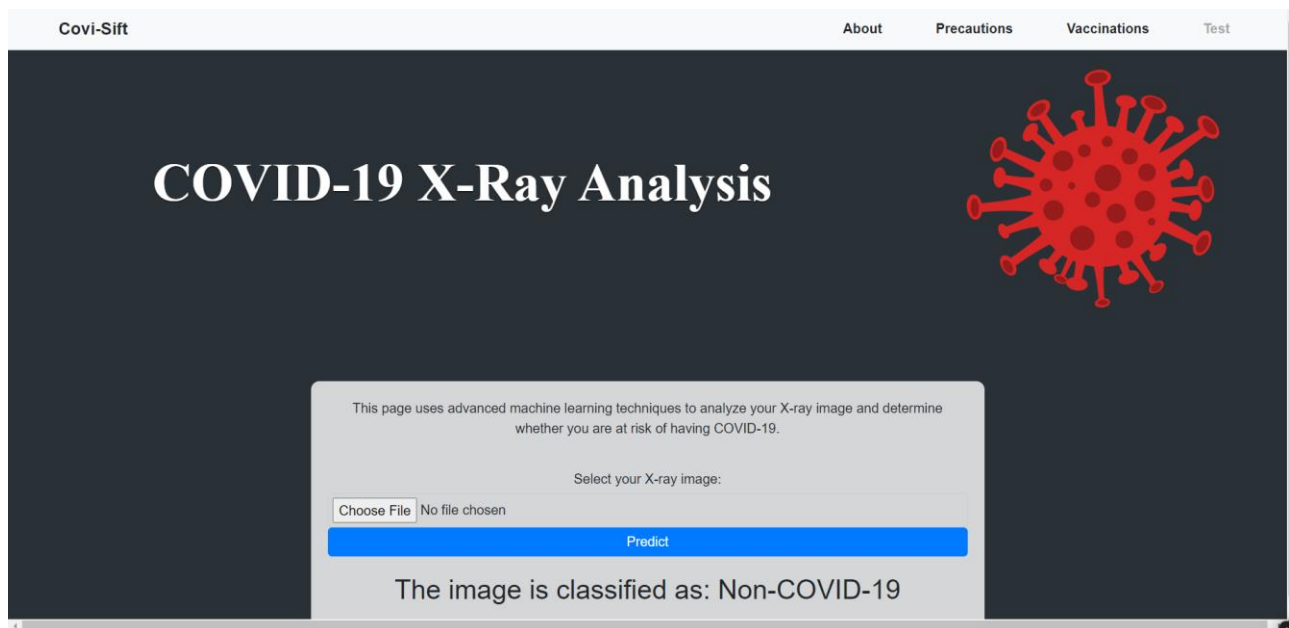 Covi-Sift About Precautions Vaccinations Test
COVID-19 X-Ray Analysis
This page uses advanced machine learning techniques to analyze your X-ray image and determine
whether you are at risk of having COVID-19.
Select your X-ray image:
Choose File No file chosen
Predict
The image is classified as: Non-COVID-19